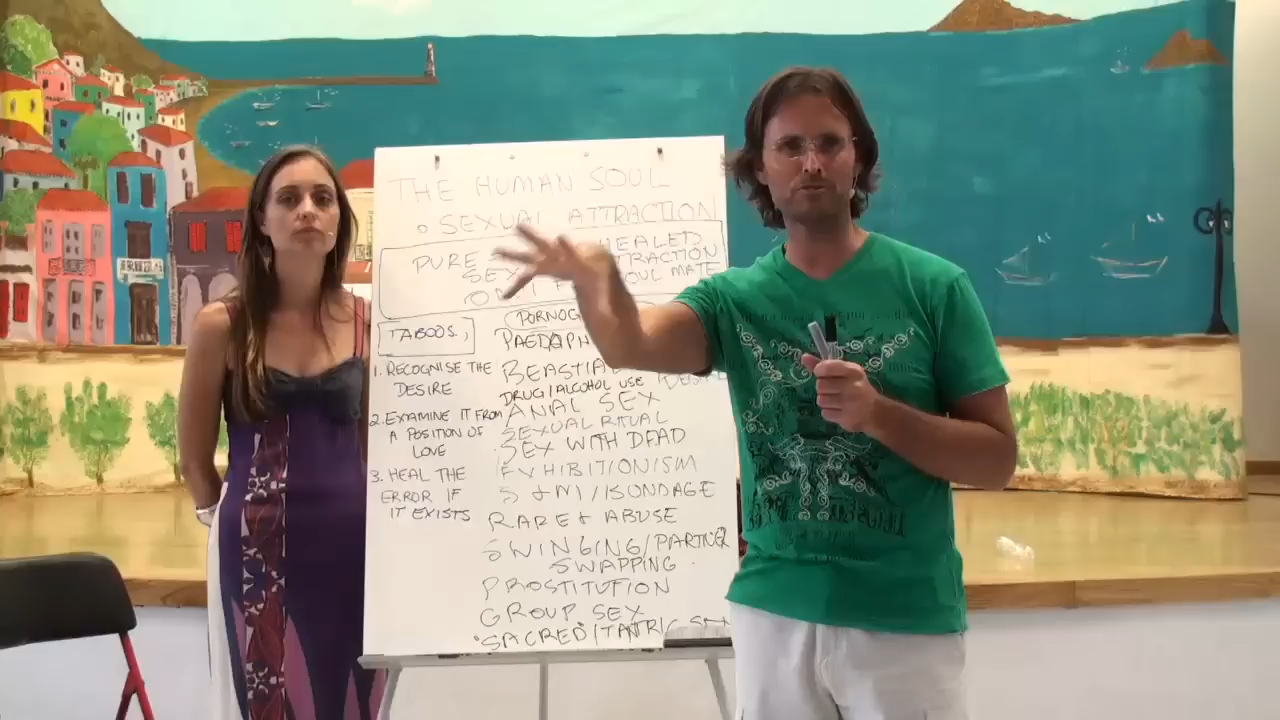 THE HUMAN SOUL
o SEXUAL ATTRACTION
HEALED
PURE
SEX
SOUL MATE
TABOOS,
PORNOG
PAEDOPH
1. RECOGNISE THE
DESIRE
BEASTIAL
DRUG/ALCOHOL USE
2. EXAMINE IT FROM
A POSITION OF
LOVE
ANAL SEX
SEXUAL RITUAL
SEX WITH DEAD
3. HEAL THE
ERROR IF
IT EXISTS
EXHIBITIONISM
S + M / BONDAGE
RAPE + ABUSE
SWINGING/PARTNER
SWAPPING
PROSTITUTION
GROUP SEX
"SACRED"/TANTRIC SEX